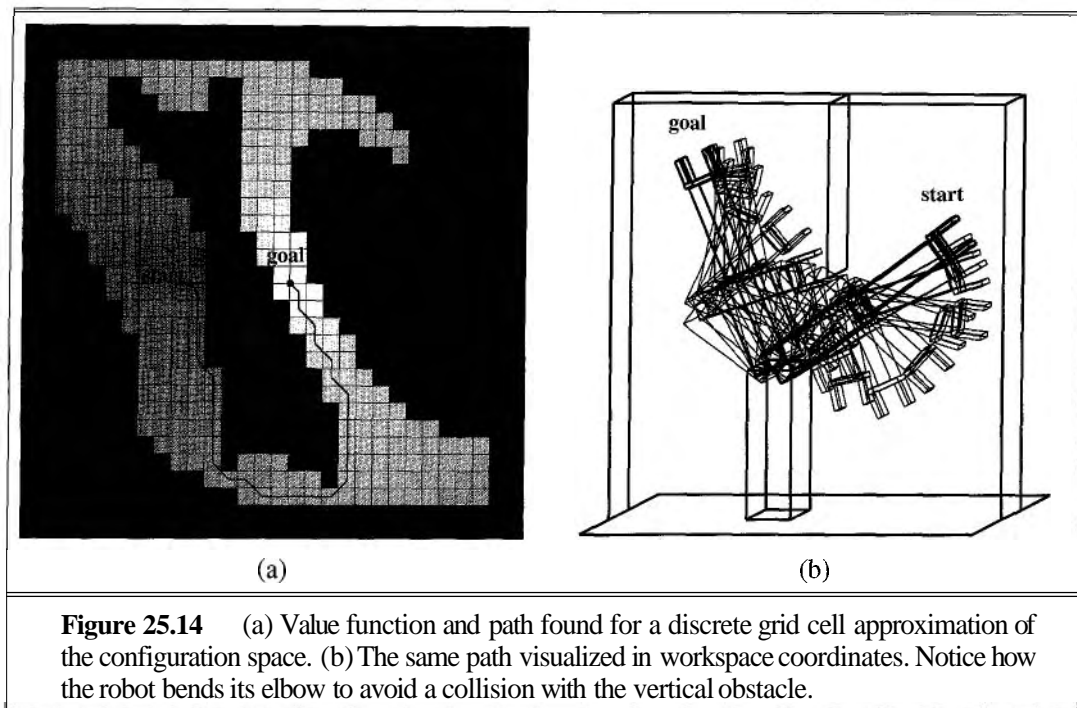 goal
goal
start
(a)
(b)
Figure 25.14 (a) Value function and path found for a discrete grid cell approximation of
the configuration space. (b) The same path visualized in workspace coordinates. Notice how
the robot bends its elbow to avoid a collision with the vertical obstacle.